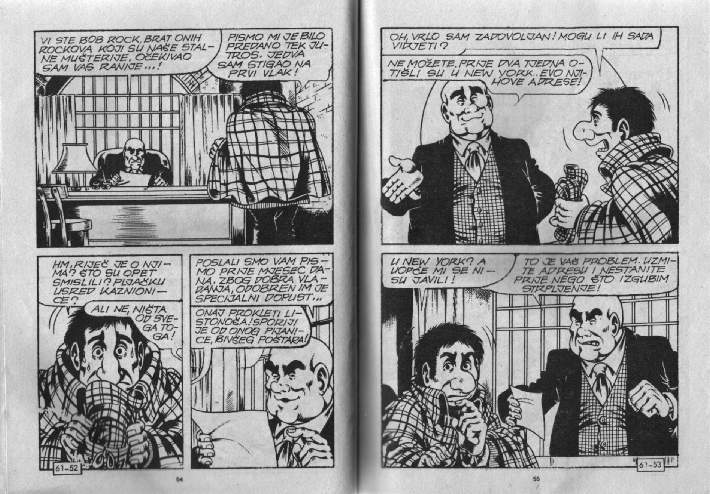 VI STE BOB ROCK, BRAT ONIH
ROCKOVA KOJI SU NAŠE STAL-
NE MUŠTERIJE, OČEKIVAO
SAM VAS RANIJE...!
PISMO MI JE BILO
PREDANO TEK JU-
TROS. JEDVA
SAM STIGAO NA
PRVI VLAK!
HM, RIJEČ JE O NJI-
MA? ŠTO SU OPET
SMISLILI? PLJAČKU
USRED KAZNIONI-
CE?
ALI NE, NIŠTA
OD SVE-
GA TO-
GA!
POSLALI SMO VAM PIS-
MO PRIJE MJESEC DA-
NA. ZBOG DOBRA VLA-
DANJA, ODOBREN IM JE
SPECIJALNI DOPUST...
ONAJ PROKLETI LI-
STONOŠA! SPORIJI
JE OD ONOG PIJANI-
CE, BIVŠEG POŠTARA!
61-52
54
OH, VRLO SAM ZADOVOLJAN! MOGU LI IH SADA
VIDJETI?
NE MOŽETE, PRIJE DVA TJEDNA O-
TIŠLI SU U NEW YORK. EVO NJI-
HOVE ADRESE!
U NEW YORK? A
UOPĆE MI SE NI-
SU JAVILI!
TO JE VAŠ PROBLEM. UZMI-
TE ADRESU I NESTANITE
PRIJE NEGO ŠTO IZGUBIM
STRPLJENJE!
61-53
55